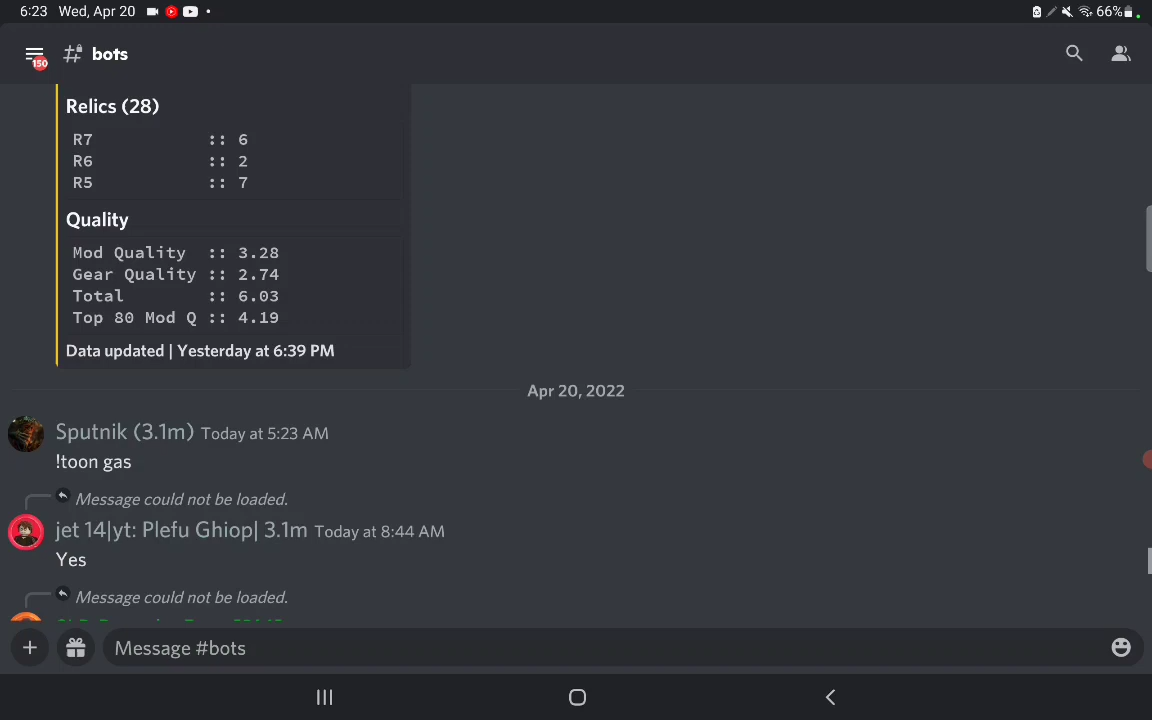 6:23 Wed, Apr 20
66%
150
bots
Relics (28)
R7 :: 6
R6 :: 2
R5 :: 7
Quality
Mod Quality :: 3.28
Gear Quality :: 2.74
Total :: 6.03
Top 80 Mod Q :: 4.19
Data updated | Yesterday at 6:39 PM
Apr 20, 2022
Sputnik (3.1m) Today at 5:23 AM
!toon gas
Message could not be loaded.
jet 14|yt: Plefu Ghiop| 3.1m Today at 8:44 AM
Yes
Message could not be loaded.
Message #bots